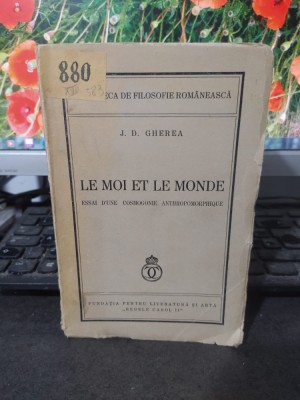 880
ECA DE FILOSOFIE ROMÂNEASCĂ
J. D. GHEREA
LE MOI ET LE MONDE
ESSAI D'UNE COSMOGONIE ANTHROPOMORPHIQUE
FUNDAȚIA PENTRU LITERATURĂ ȘI ARTĂ
„REGELE CAROL II"